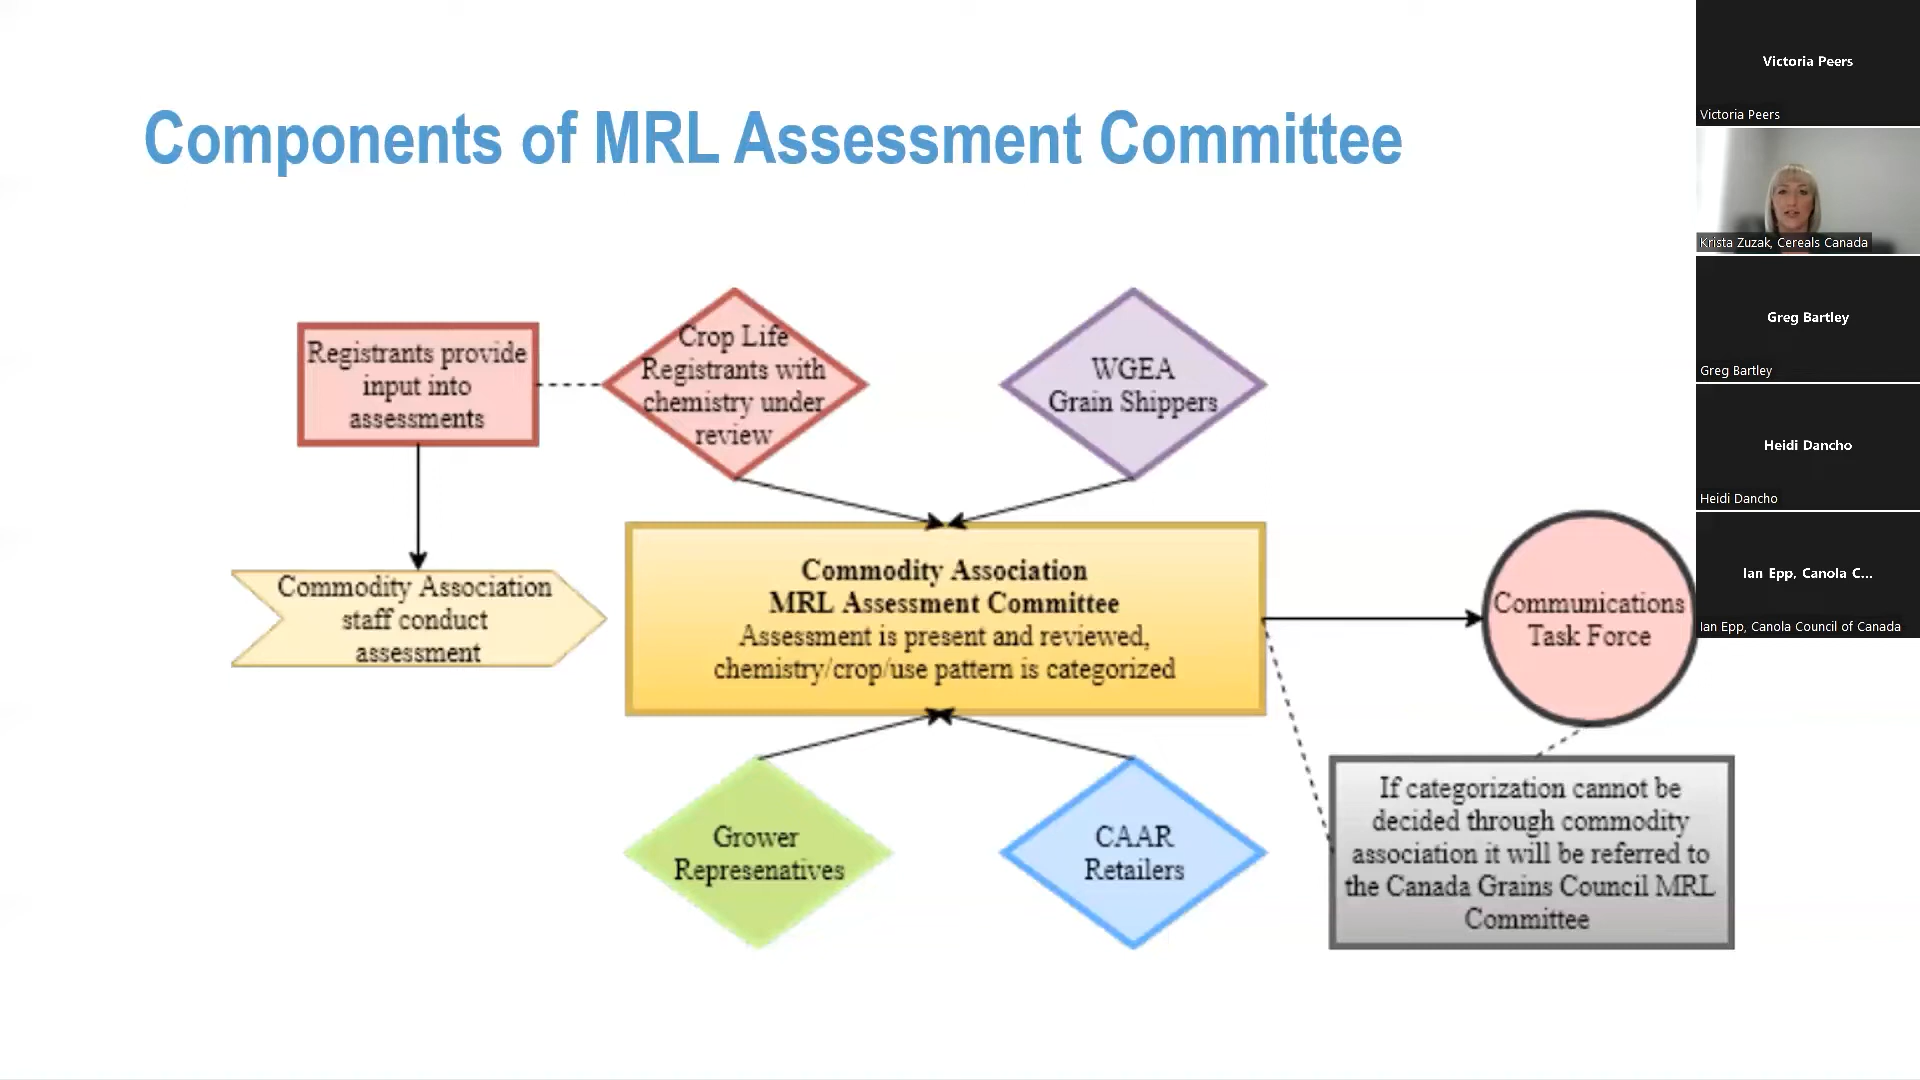 Components of MRL Assessment Committee
Registrants provide
input into
assessments
Crop Life
Registrants with
chemistry under
review
WGEA
Grain Shippers
Commodity Association
staff conduct
assessment
Commodity Association
MRL Assessment Committee
Assessment is present and reviewed,
chemistry/crop/use pattern is categorized
Communications
Task Force
Grower
Represenatives
CAAR
Retailers
If categorization cannot be
decided through commodity
association it will be referred to
the Canada Grains Council MRL
Committee
Victoria Peers
Victoria Peers
Krista Zuzak, Cereals Canada
Greg Bartley
Greg Bartley
Heidi Dancho
Heidi Dancho
Ian Epp, Canola C...
Ian Epp, Canola Council of Canada